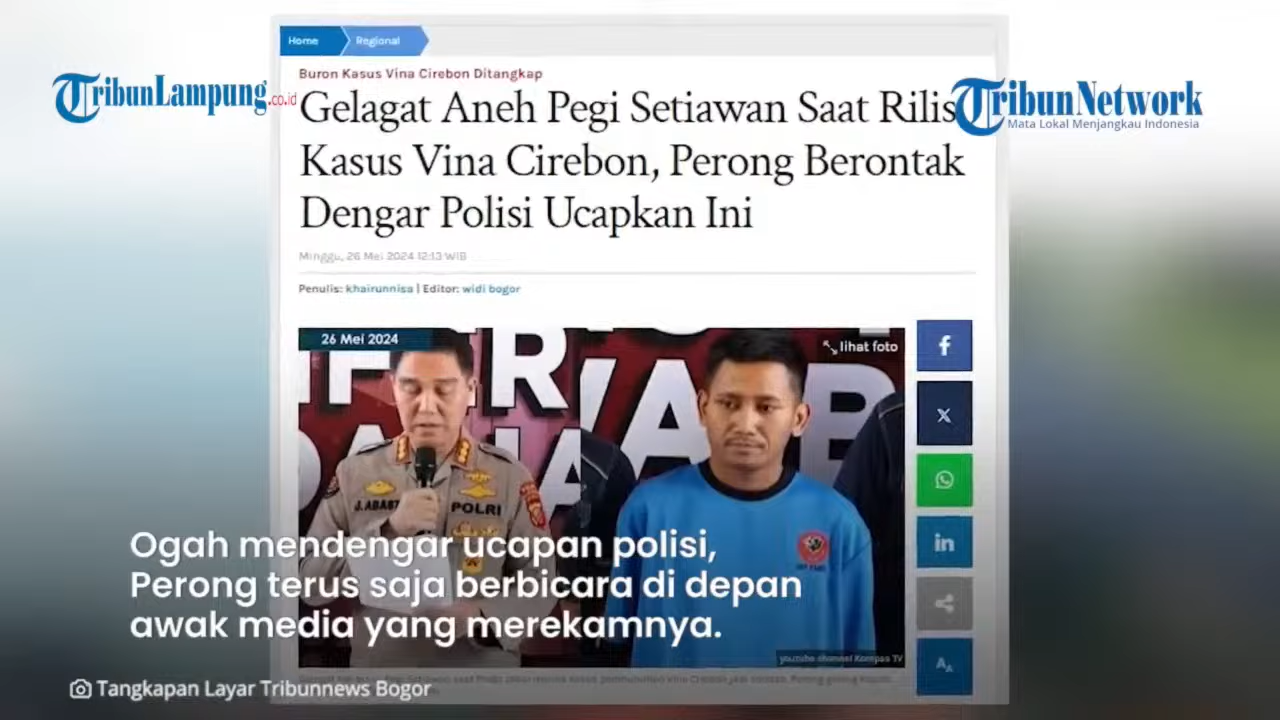 Home
Regional
Buron Kasus Vina Cirebon Ditangkap
TribunLampung.co.id
Gelagat Aneh Pegi Setiawan Saat Rilis
TribunNetwork
Mata Lokal Menjangkau Indonesia
Kasus Vina Cirebon, Perong Berontak
Dengar Polisi Ucapkan Ini
Minggu, 26 Mei 2024 12:13 WIB
Penulis: khairunnisa | Editor: widi bogor
26 Mei 2024
lihat foto
J. ABAST
POLRI
Ogah mendengar ucapan polisi,
Perong terus saja berbicara di depan
awak media yang merekamnya.
youtube channel Kompas TV
Tangkapan Layar Tribunnews Bogor